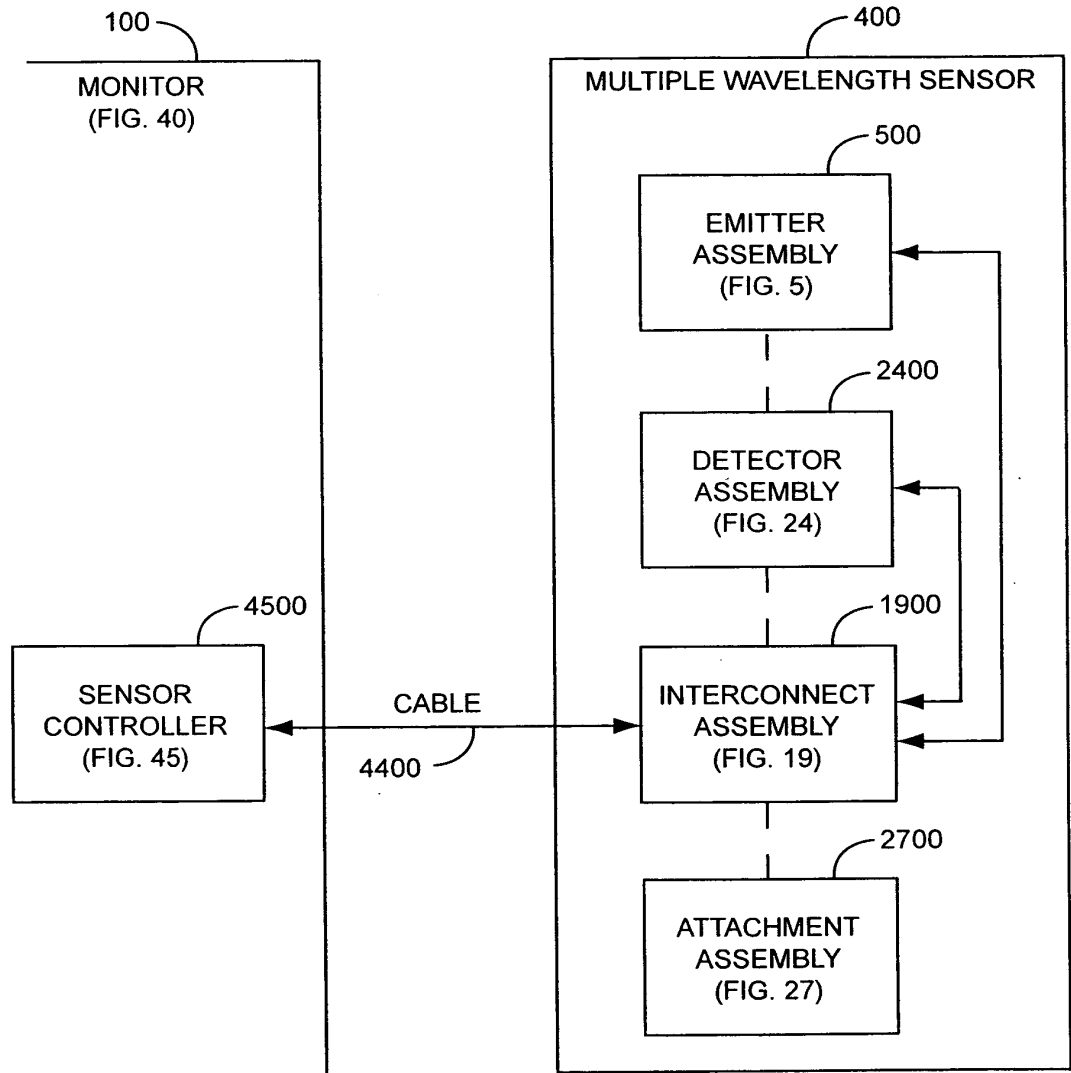 100
MONITOR
(FIG. 40)
400
MULTIPLE WAVELENGTH SENSOR
500
EMITTER
ASSEMBLY
(FIG. 5)
2400
DETECTOR
ASSEMBLY
(FIG. 24)
4500
SENSOR
CONTROLLER
(FIG. 45)
CABLE
4400
1900
INTERCONNECT
ASSEMBLY
(FIG. 19)
2700
ATTACHMENT
ASSEMBLY
(FIG. 27)